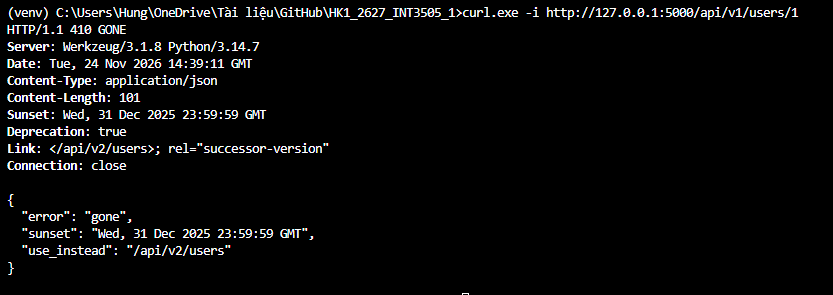 (venv) C:\Users\Hung\OneDrive\Tài liệu\GitHub\HK1_2627_INT3505_1>curl.exe -i http://127.0.0.1:5000/api/v1/users/1
HTTP/1.1 410 GONE
Server: Werkzeug/3.1.8 Python/3.14.7
Date: Tue, 24 Nov 2026 14:39:11 GMT
Content-Type: application/json
Content-Length: 101
Sunset: Wed, 31 Dec 2025 23:59:59 GMT
Deprecation: true
Link: </api/v2/users>; rel="successor-version"
Connection: close

{
  "error": "gone",
  "sunset": "Wed, 31 Dec 2025 23:59:59 GMT",
  "use_instead": "/api/v2/users"
}